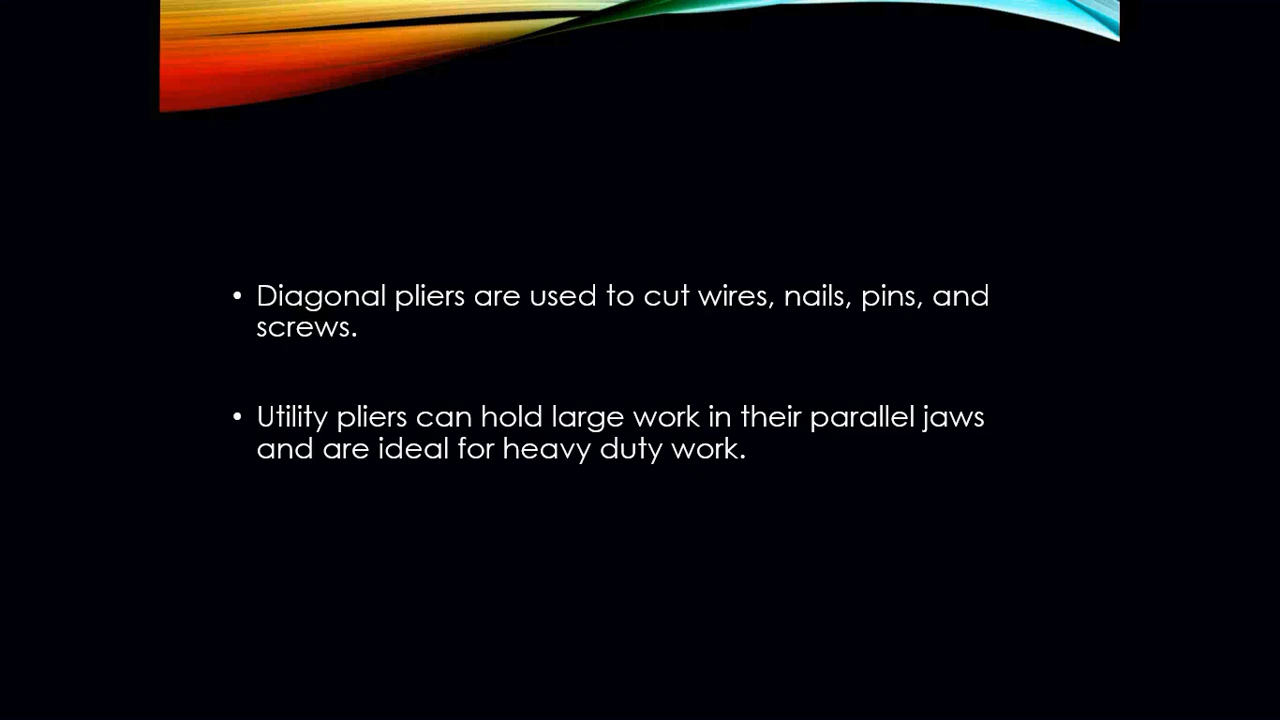 • Diagonal pliers are used to cut wires, nails, pins, and
screws.
• Utility pliers can hold large work in their parallel jaws
and are ideal for heavy duty work.